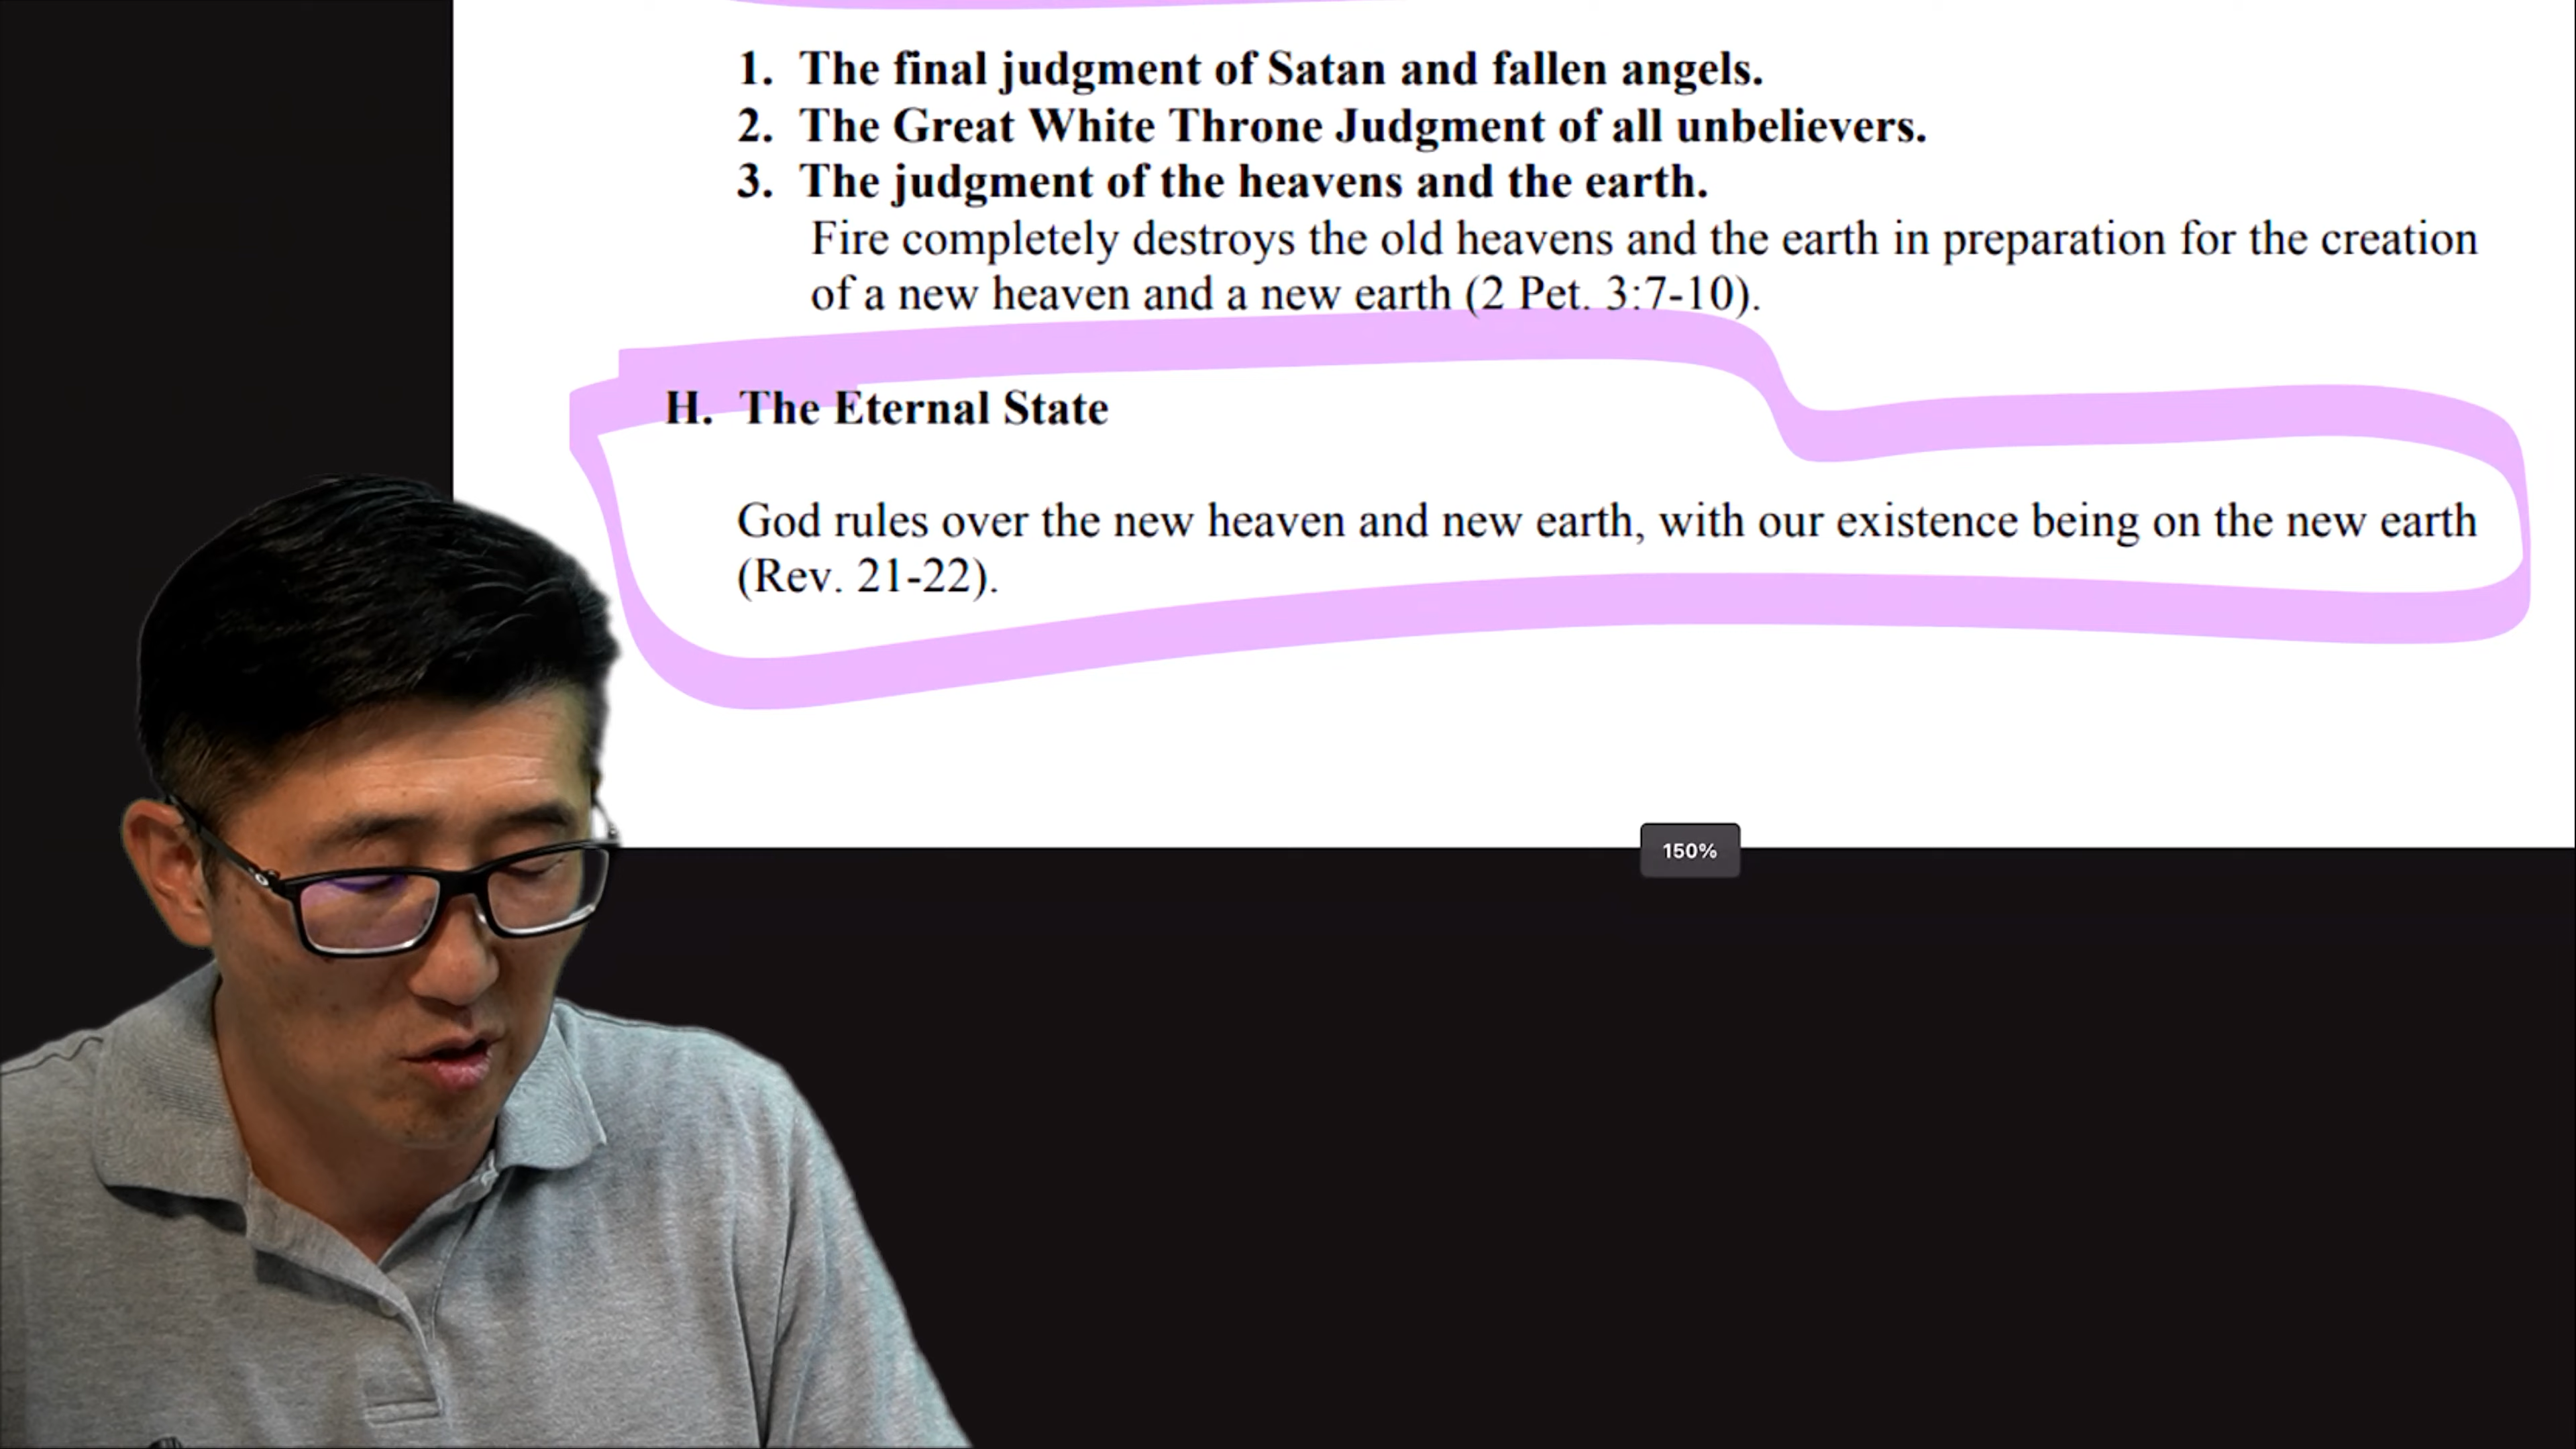 1. The final judgment of Satan and fallen angels.
2. The Great White Throne Judgment of all unbelievers.
3. The judgment of the heavens and the earth.
Fire completely destroys the old heavens and the earth in preparation for the creation
of a new heaven and a new earth (2 Pet. 3:7-10).
H. The Eternal State
God rules over the new heaven and new earth, with our existence being on the new earth
(Rev. 21-22).
150%